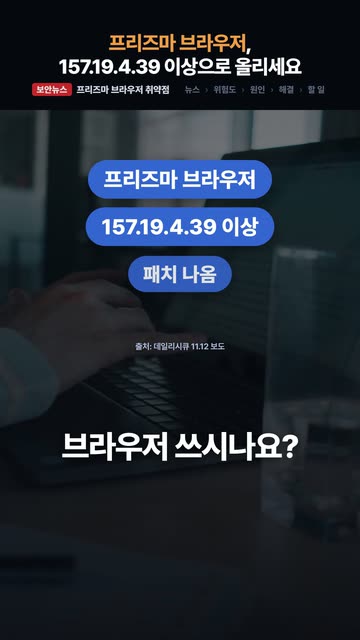 프리즈마 브라우저,
157.19.4.39 이상으로 올리세요
보안뉴스 프리즈마 브라우저 취약점 뉴스 › 위험도 › 원인 › 해결 › 할 일
프리즈마 브라우저
157.19.4.39 이상
패치 나옴
출처: 데일리시큐 11.12 보도
브라우저 쓰시나요?